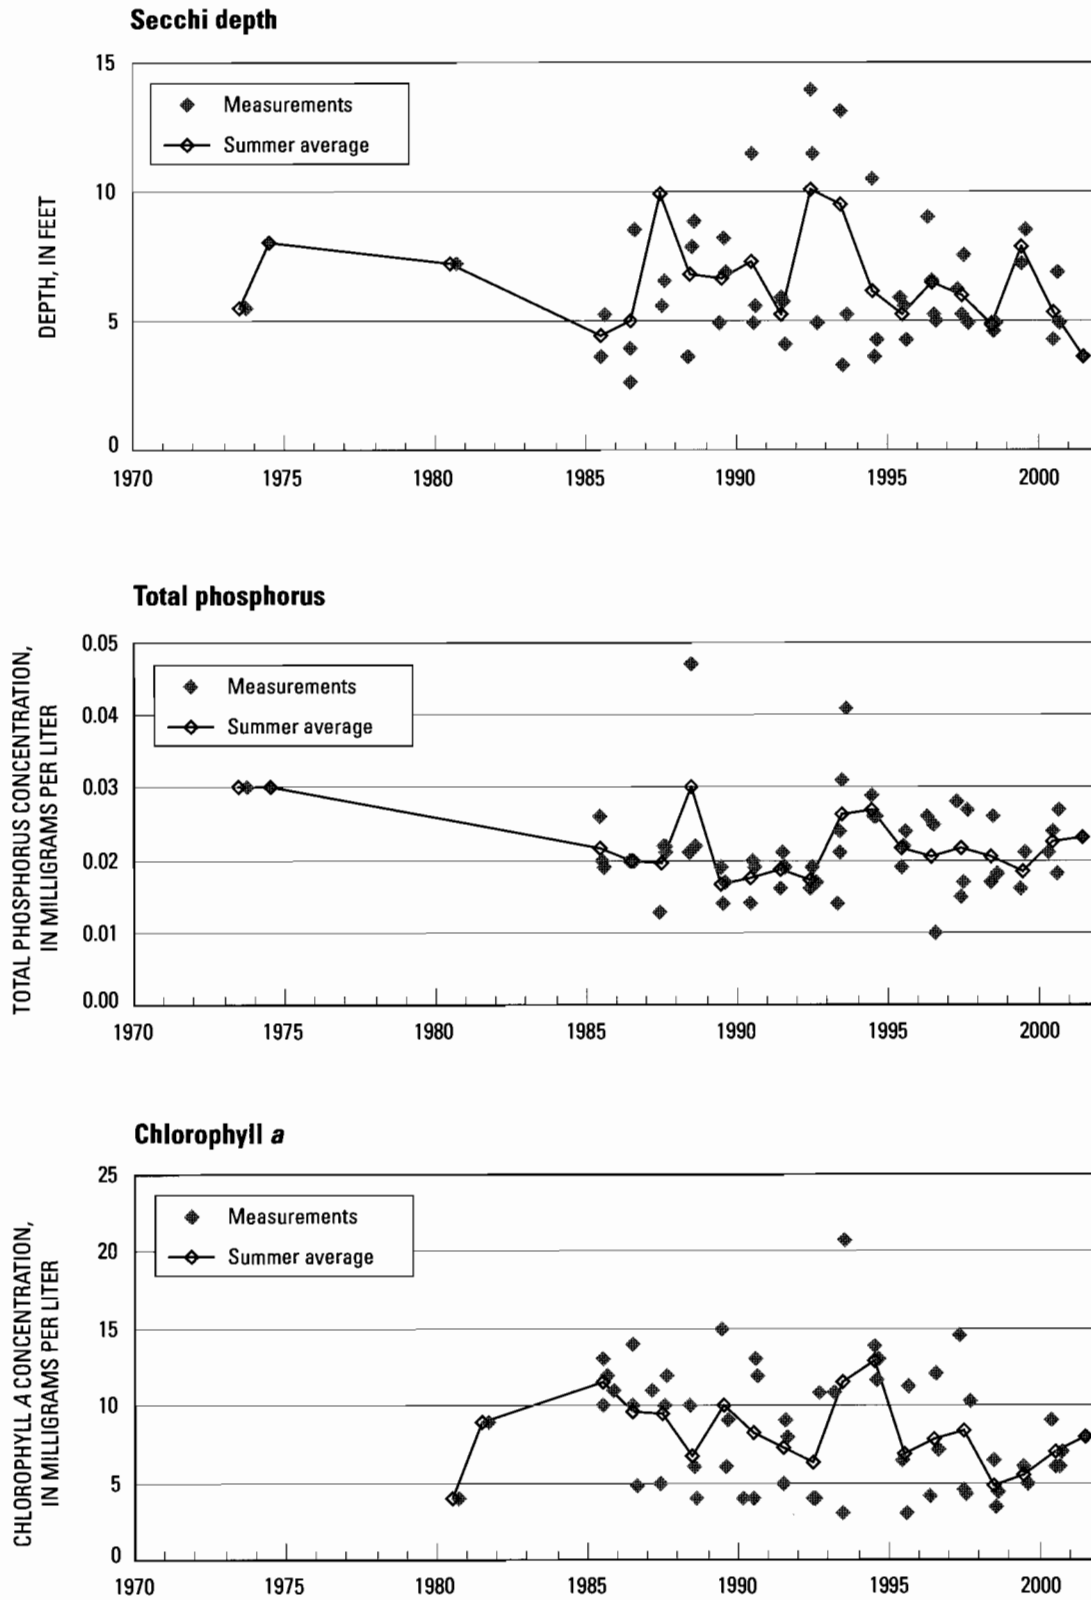 Secchi depth
15
10
5
0
DEPTH, IN FEET
Measurements
Summer average
1970 1975 1980 1985 1990 1995 2000
Total phosphorus
0.05
0.04
0.03
0.02
0.01
0.00
TOTAL PHOSPHORUS CONCENTRATION,
IN MILLIGRAMS PER LITER
Measurements
Summer average
1970 1975 1980 1985 1990 1995 2000
Chlorophyll a
25
20
15
10
5
0
CHLOROPHYLL A CONCENTRATION,
IN MILLIGRAMS PER LITER
Measurements
Summer average
1970 1975 1980 1985 1990 1995 2000